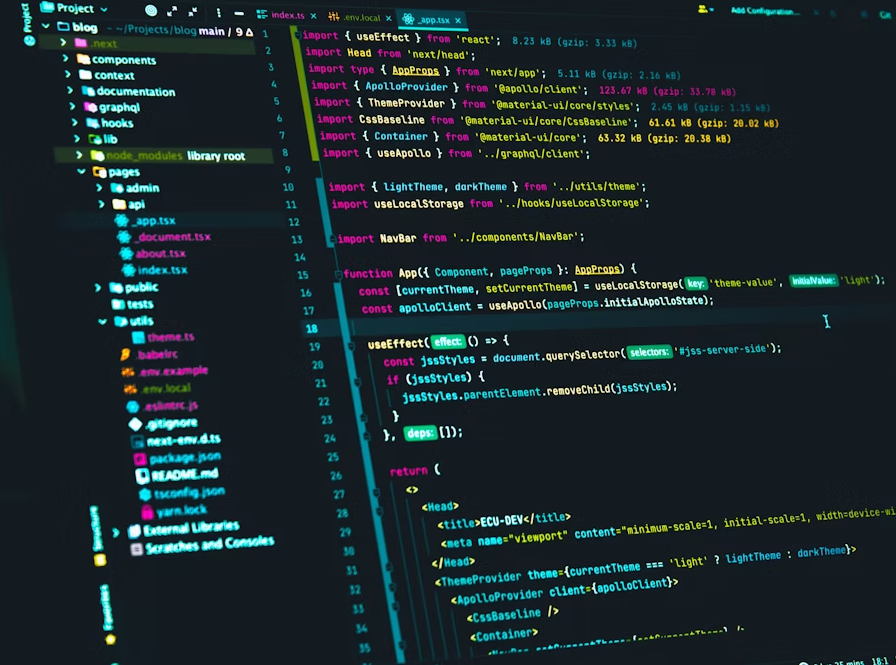 Project
Project
index.ts
.env.local
_app.tsx
Add Configuration...
Git
blog ~/Projects/blog main / 9 Δ
.next
components
context
documentation
graphql
hooks
lib
node_modules library root
pages
admin
api
_app.tsx
_document.tsx
about.tsx
index.tsx
public
tests
utils
theme.ts
.babelrc
.env.example
.env.local
.eslintrc.js
.gitignore
next-env.d.ts
package.json
README.md
tsconfig.json
yarn.lock
External Libraries
Scratches and Consoles
Structure
Favorites
1 import { useEffect } from 'react'; 8.23 kB (gzip: 3.33 kB)
2 import Head from 'next/head';
3 import type { AppProps } from 'next/app'; 5.11 kB (gzip: 2.16 kB)
4 import { ApolloProvider } from '@apollo/client'; 123.67 kB (gzip: 33.78 kB)
5 import { ThemeProvider } from '@material-ui/core/styles'; 2.45 kB (gzip: 1.15 kB)
6 import CssBaseline from '@material-ui/core/CssBaseline'; 61.61 kB (gzip: 20.02 kB)
7 import { Container } from '@material-ui/core'; 63.32 kB (gzip: 20.38 kB)
8 import { useApollo } from '../graphql/client';
9
10 import { lightTheme, darkTheme } from '../utils/theme';
11 import useLocalStorage from '../hooks/useLocalStorage';
12
13 import NavBar from '../components/NavBar';
14
15 function App({ Component, pageProps }: AppProps) {
16 const [currentTheme, setCurrentTheme] = useLocalStorage( key: 'theme-value', initialValue: 'light');
17 const apolloClient = useApollo(pageProps.initialApolloState);
18
19 useEffect( effect: () => {
20 const jssStyles = document.querySelector( selectors: '#jss-server-side');
21 if (jssStyles) {
22 jssStyles.parentElement.removeChild(jssStyles);
23 }
24 }, deps: []);
25
26 return (
27 <>
28 <Head>
29 <title>ECU-DEV</title>
30 <meta name="viewport" content="minimum-scale=1, initial-scale=1, width=device-wi
31 </Head>
32 <ThemeProvider theme={currentTheme === 'light' ? lightTheme : darkTheme}>
33 <ApolloProvider client={apolloClient}>
34 <CssBaseline />
35 <Container>
18:1